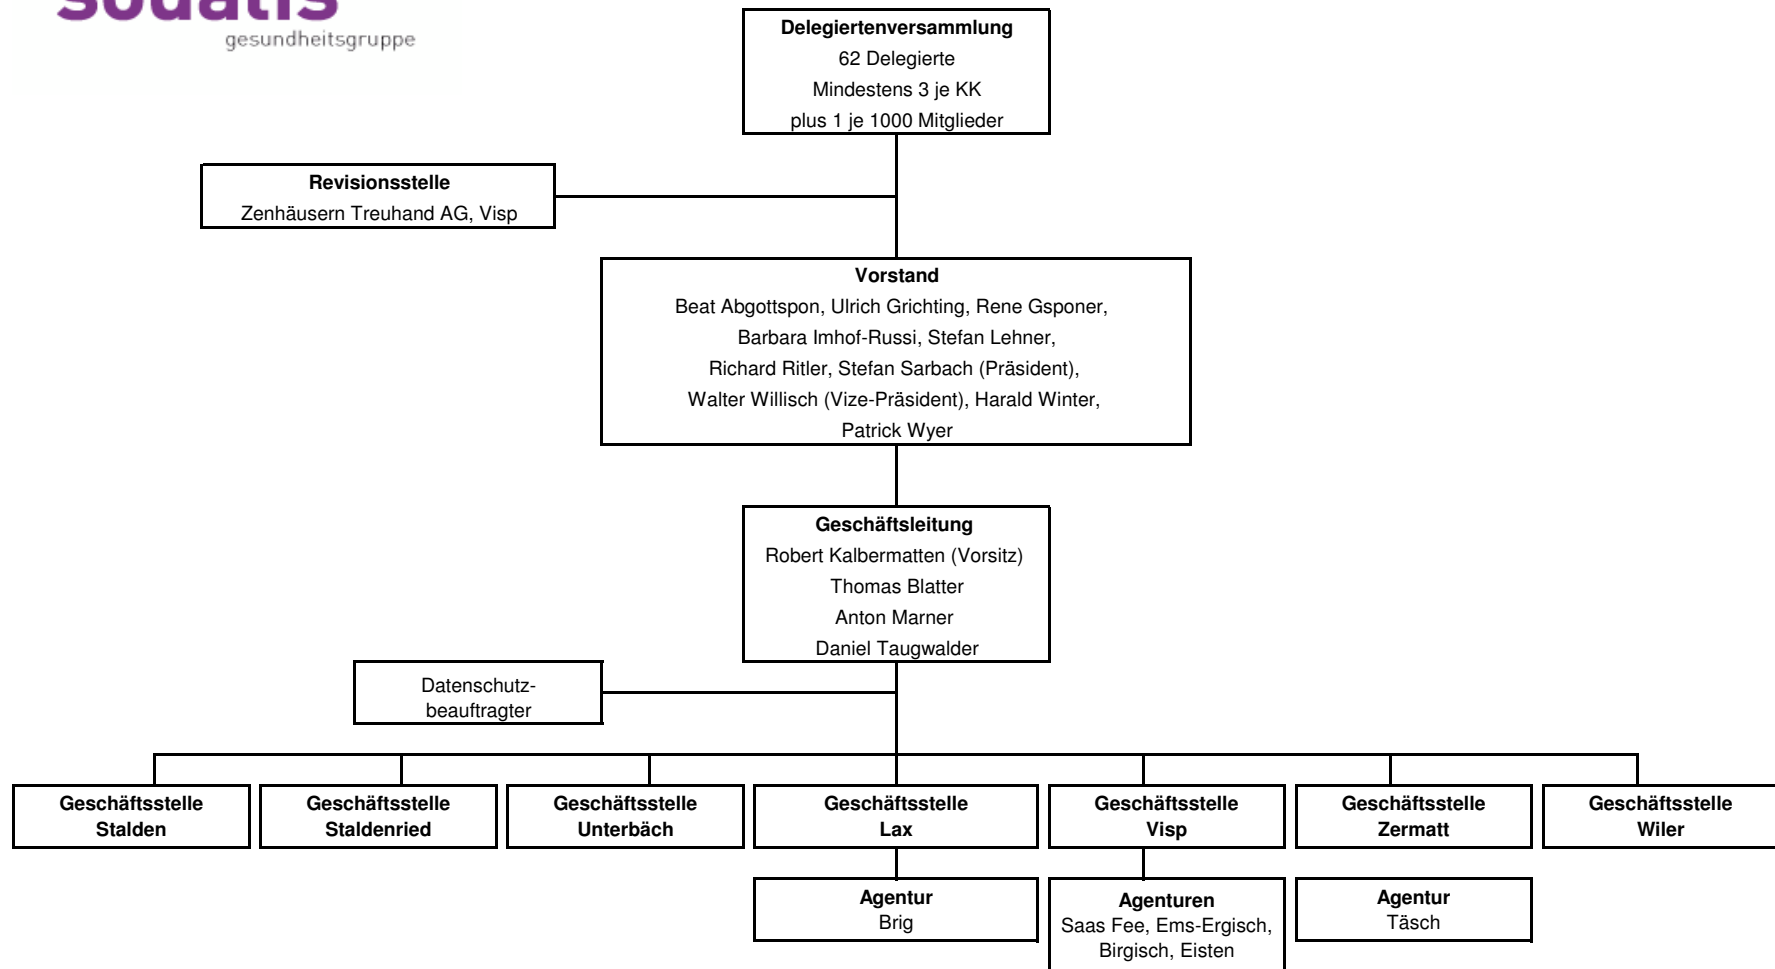 sodalis
gesundheitsgruppe
Delegiertenversammlung
62 Delegierte
Mindestens 3 je KK
plus 1 je 1000 Mitglieder
Revisionsstelle
Zenhäusern Treuhand AG, Visp
Vorstand
Beat Abgottspon, Ulrich Grichting, Rene Gsponer,
Barbara Imhof-Russi, Stefan Lehner,
Richard Ritler, Stefan Sarbach (Präsident),
Walter Willisch (Vize-Präsident), Harald Winter,
Patrick Wyer
Geschäftsleitung
Robert Kalbermatten (Vorsitz)
Thomas Blatter
Anton Marner
Daniel Taugwalder
Datenschutz-
beauftragter
Geschäftsstelle
Stalden
Geschäftsstelle
Staldenried
Geschäftsstelle
Unterbäch
Geschäftsstelle
Lax
Geschäftsstelle
Visp
Geschäftsstelle
Zermatt
Geschäftsstelle
Wiler
Agentur
Brig
Agenturen
Saas Fee, Ems-Ergisch,
Birgisch, Eisten
Agentur
Täsch